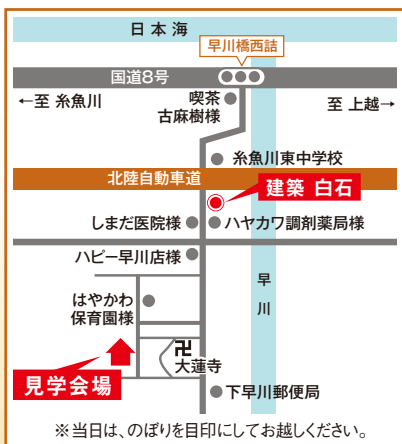 日本海
早川橋西詰
国道8号
←至 糸魚川
喫茶
古麻樹様
至 上越→
糸魚川東中学校
北陸自動車道
建築 白石
しまだ医院様
ハヤカワ調剤薬局様
ハピー早川店様
早
川
はやかわ
保育園様
卍
大蓮寺
見学会場
下早川郵便局
※当日は、のぼりを目印にしてお越しください。